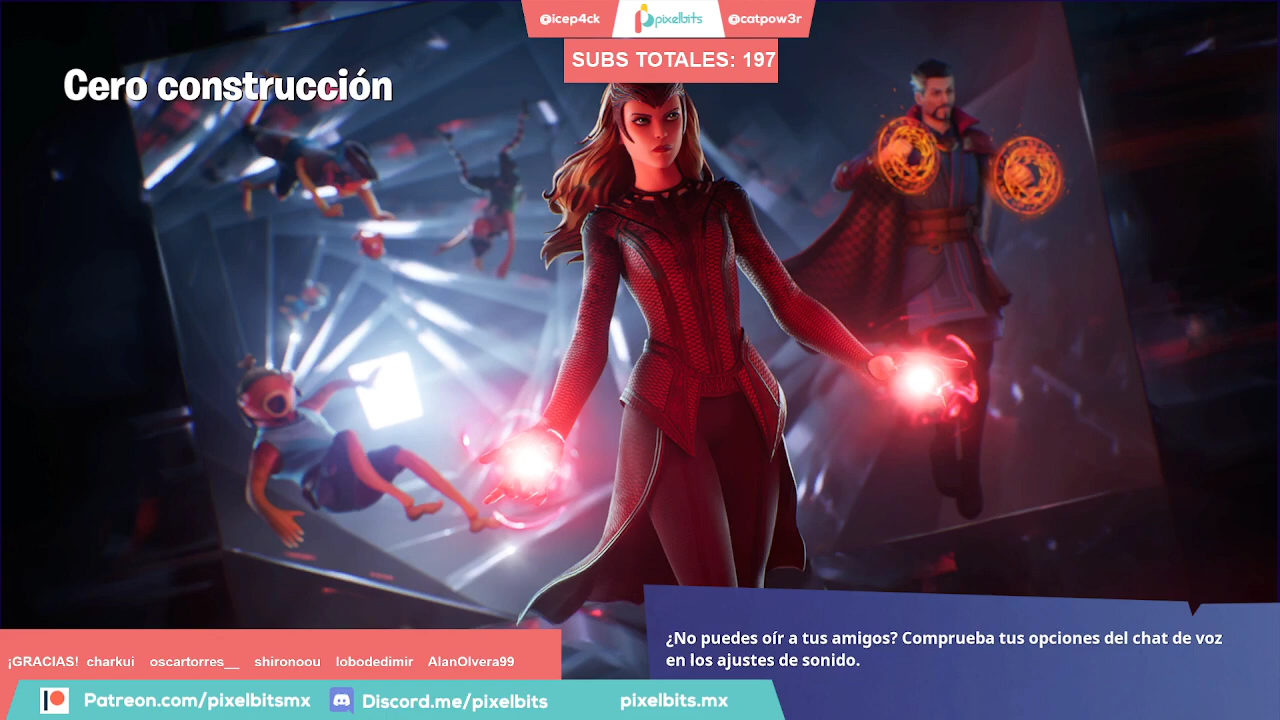 @icep4ck
pixelbits
@catpow3r
SUBS TOTALES: 197
Cero construcción
¿No puedes oír a tus amigos? Comprueba tus opciones del chat de voz
en los ajustes de sonido.
¡GRACIAS! charkui oscartorres__ shironoou lobodedimir AlanOlvera99
Patreon.com/pixelbitsmx
Discord.me/pixelbits
pixelbits.mx